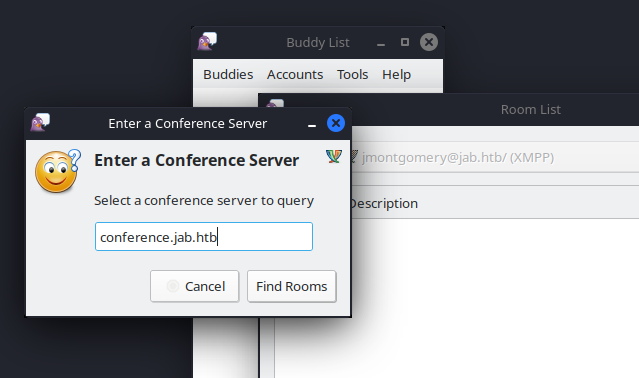 Buddy List
Buddies Accounts Tools Help
Room List
jmontgomery@jab.htb/ (XMPP)
Description
Enter a Conference Server
Enter a Conference Server
Select a conference server to query
conference.jab.htb
Cancel Find Rooms